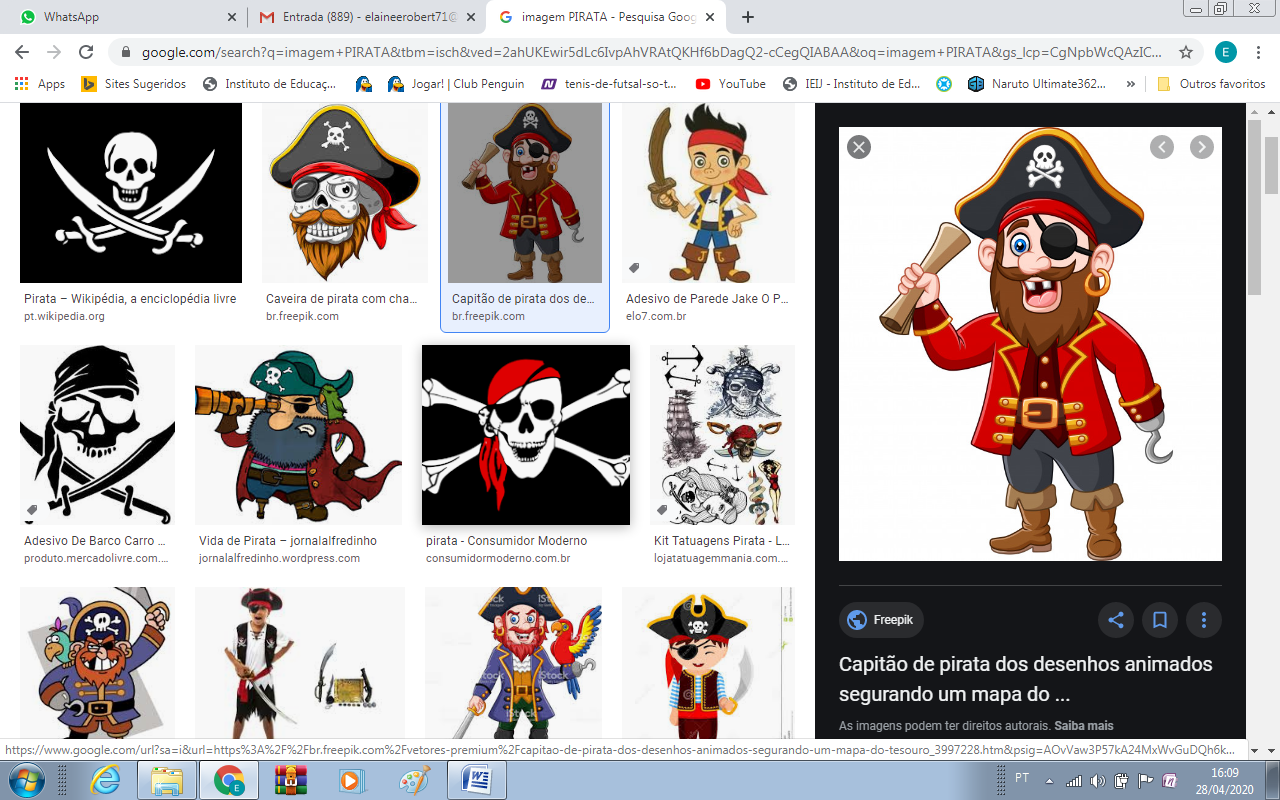 WhatsApp
Entrada (889) - elaineerobert71@
imagem PIRATA - Pesquisa Goog
google.com/search?q=imagem+PIRATA&tbm=isch&ved=2ahUKEwir5dLc6IvpAhVRAtQKHf6bDagQ2-cCegQIABAA&oq=imagem+PIRATA&gs_lcp=CgNpbWcQAzIC...
E
Apps
Sites Sugeridos
Instituto de Educaç...
Jogar! | Club Penguin
tenis-de-futsal-so-t...
YouTube
IEIJ - Instituto de Ed...
Naruto Ultimate362...
»
Outros favoritos
Pirata – Wikipédia, a enciclopédia livre
pt.wikipedia.org
Caveira de pirata com cha...
br.freepik.com
Capitão de pirata dos de...
br.freepik.com
Adesivo de Parede Jake O P...
elo7.com.br
Adesivo De Barco Carro ...
produto.mercadolivre.com....
Vida de Pirata – jornalalfredinho
jornalalfredinho.wordpress.com
pirata - Consumidor Moderno
consumidormoderno.com.br
Kit Tatuagens Pirata - L...
lojatatuagemmania.com....
iStock
iStock
iStock
Freepik
Capitão de pirata dos desenhos animados
segurando um mapa do ...
As imagens podem ter direitos autorais. Saiba mais
https://www.google.com/url?sa=i&url=https%3A%2F%2Fbr.freepik.com%2Fvetores-premium%2Fcapitao-de-pirata-dos-desenhos-animados-segurando-um-mapa-do-tesouro_3997228.htm&psig=AOvVaw3P57kA24MxWvGuDQh6k...
PT
16:09
28/04/2020